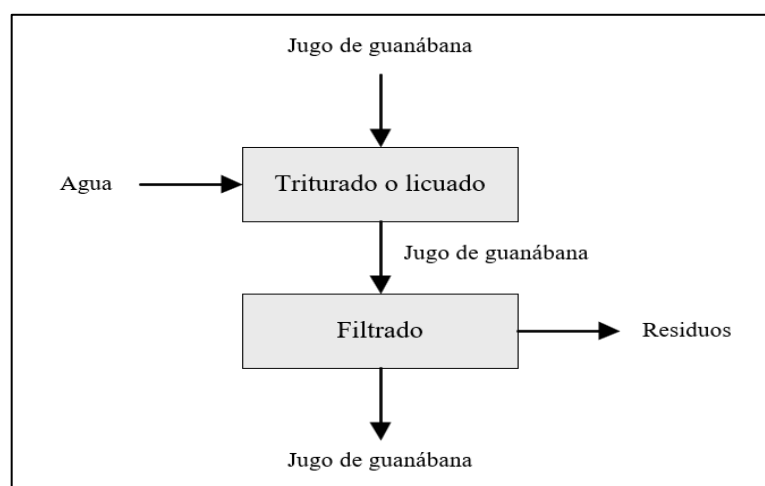 Jugo de guanábana
Agua
Triturado o licuado
Jugo de guanábana
Filtrado
Residuos
Jugo de guanábana